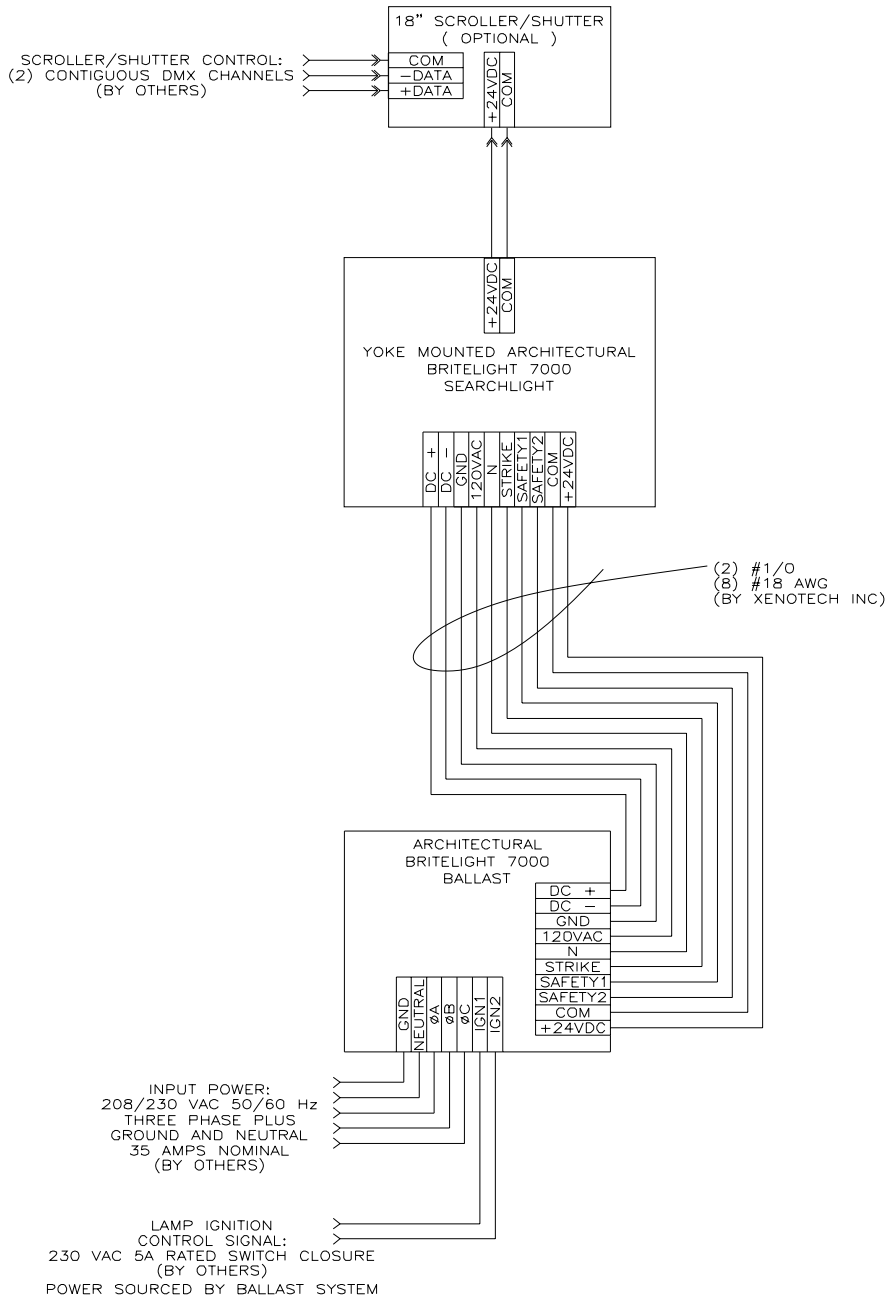 18" SCROLLER/SHUTTER
( OPTIONAL )
SCROLLER/SHUTTER CONTROL:
(2) CONTIGUOUS DMX CHANNELS
(BY OTHERS)
COM
-DATA
+DATA
+24VDC
COM
+24VDC
COM
YOKE MOUNTED ARCHITECTURAL
BRITELIGHT 7000
SEARCHLIGHT
DC +
DC -
GND
120VAC
N
STRIKE
SAFETY1
SAFETY2
COM
+24VDC
(2) #1/0
(8) #18 AWG
(BY XENOTECH INC)
ARCHITECTURAL
BRITELIGHT 7000
BALLAST
DC +
DC -
GND
120VAC
N
STRIKE
SAFETY1
SAFETY2
COM
+24VDC
GND
NEUTRAL
øA
øB
øC
IGN1
IGN2
INPUT POWER:
208/230 VAC 50/60 Hz
THREE PHASE PLUS
GROUND AND NEUTRAL
35 AMPS NOMINAL
(BY OTHERS)
LAMP IGNITION
CONTROL SIGNAL:
230 VAC 5A RATED SWITCH CLOSURE
(BY OTHERS)
POWER SOURCED BY BALLAST SYSTEM